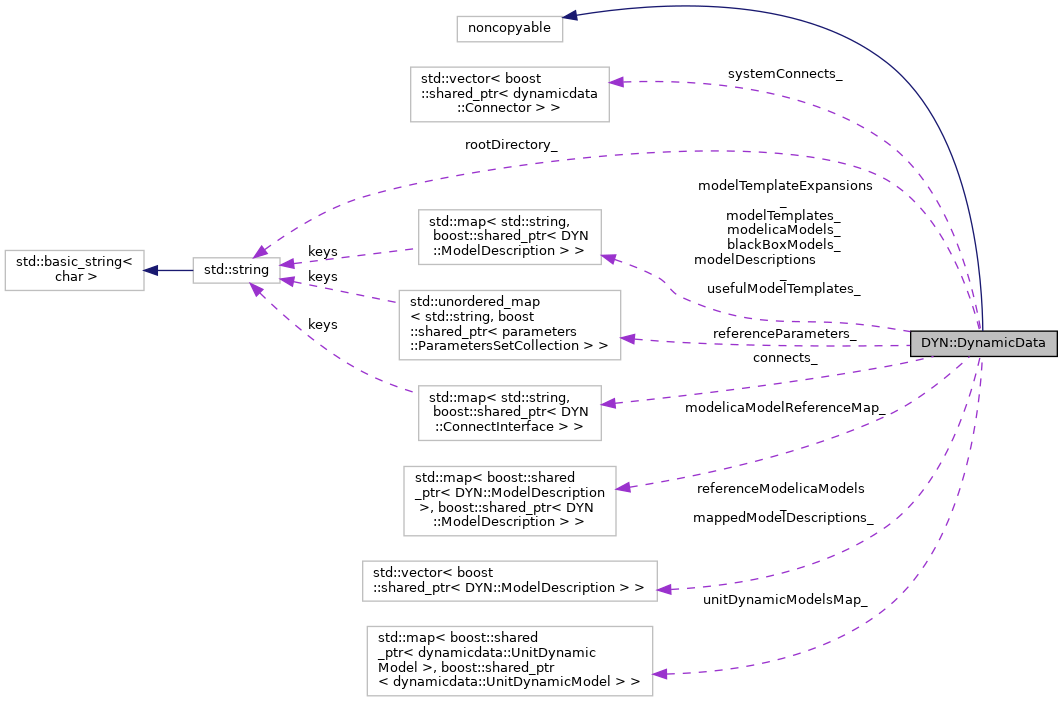 noncopyable
std::vector< boost
::shared_ptr< dynamicdata
::Connector > >
systemConnects_
rootDirectory_
modelTemplateExpansions
_
modelTemplates_
modelicaModels_
blackBoxModels_
modelDescriptions
_
usefulModelTemplates_
std::map< std::string,
boost::shared_ptr< DYN
::ModelDescription > >
keys
std::basic_string<
char >
std::string
keys
std::unordered_map
< std::string, boost
::shared_ptr< parameters
::ParametersSetCollection > >
keys
referenceParameters_
DYN::DynamicData
connects_
std::map< std::string,
boost::shared_ptr< DYN
::ConnectInterface > >
modelicaModelReferenceMap_
std::map< boost::shared
_ptr< DYN::ModelDescription
>, boost::shared_ptr< DYN
::ModelDescription > >
referenceModelicaModels
_
mappedModelDescriptions_
std::vector< boost
::shared_ptr< DYN::ModelDescription > >
unitDynamicModelsMap_
std::map< boost::shared
_ptr< dynamicdata::UnitDynamic
Model >, boost::shared_ptr
< dynamicdata::UnitDynamicModel > >